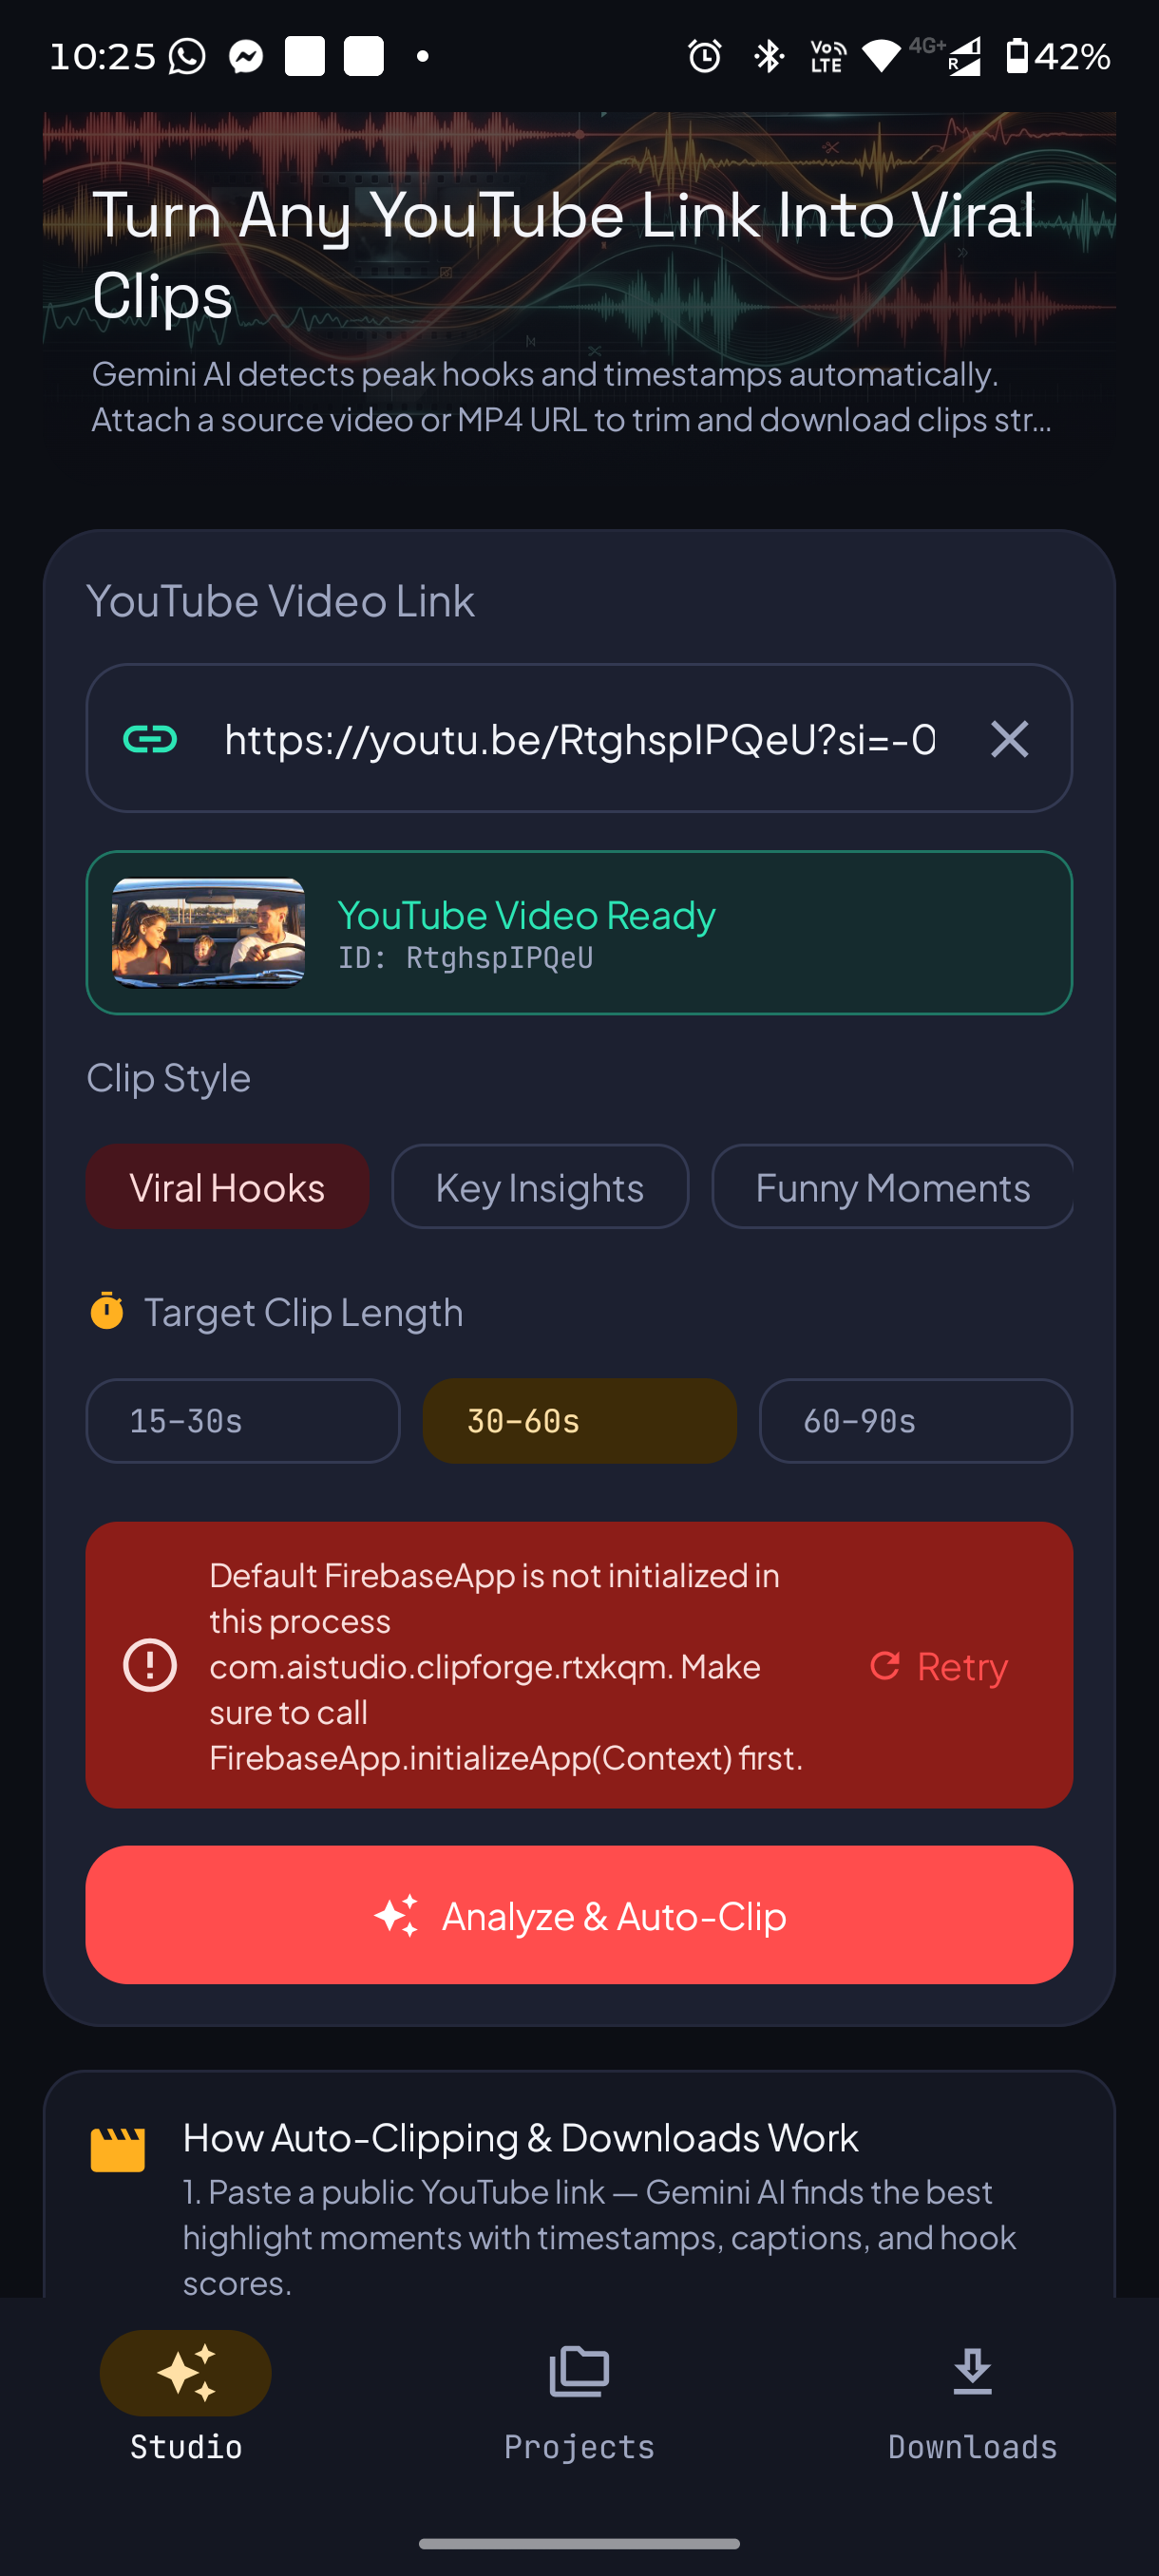 10:25
Vo
LTE
4G+
R
42%
Turn Any YouTube Link Into Viral
Clips
Gemini AI detects peak hooks and timestamps automatically.
Attach a source video or MP4 URL to trim and download clips str…
YouTube Video Link
https://youtu.be/RtghspIPQeU?si=-0
YouTube Video Ready
ID: RtghspIPQeU
Clip Style
Viral Hooks
Key Insights
Funny Moments
Target Clip Length
15–30s
30–60s
60–90s
Default FirebaseApp is not initialized in
this process
com.aistudio.clipforge.rtxkqm. Make
sure to call
FirebaseApp.initializeApp(Context) first.
Retry
Analyze & Auto-Clip
How Auto-Clipping & Downloads Work
1. Paste a public YouTube link — Gemini AI finds the best
highlight moments with timestamps, captions, and hook
scores.
Studio
Projects
Downloads